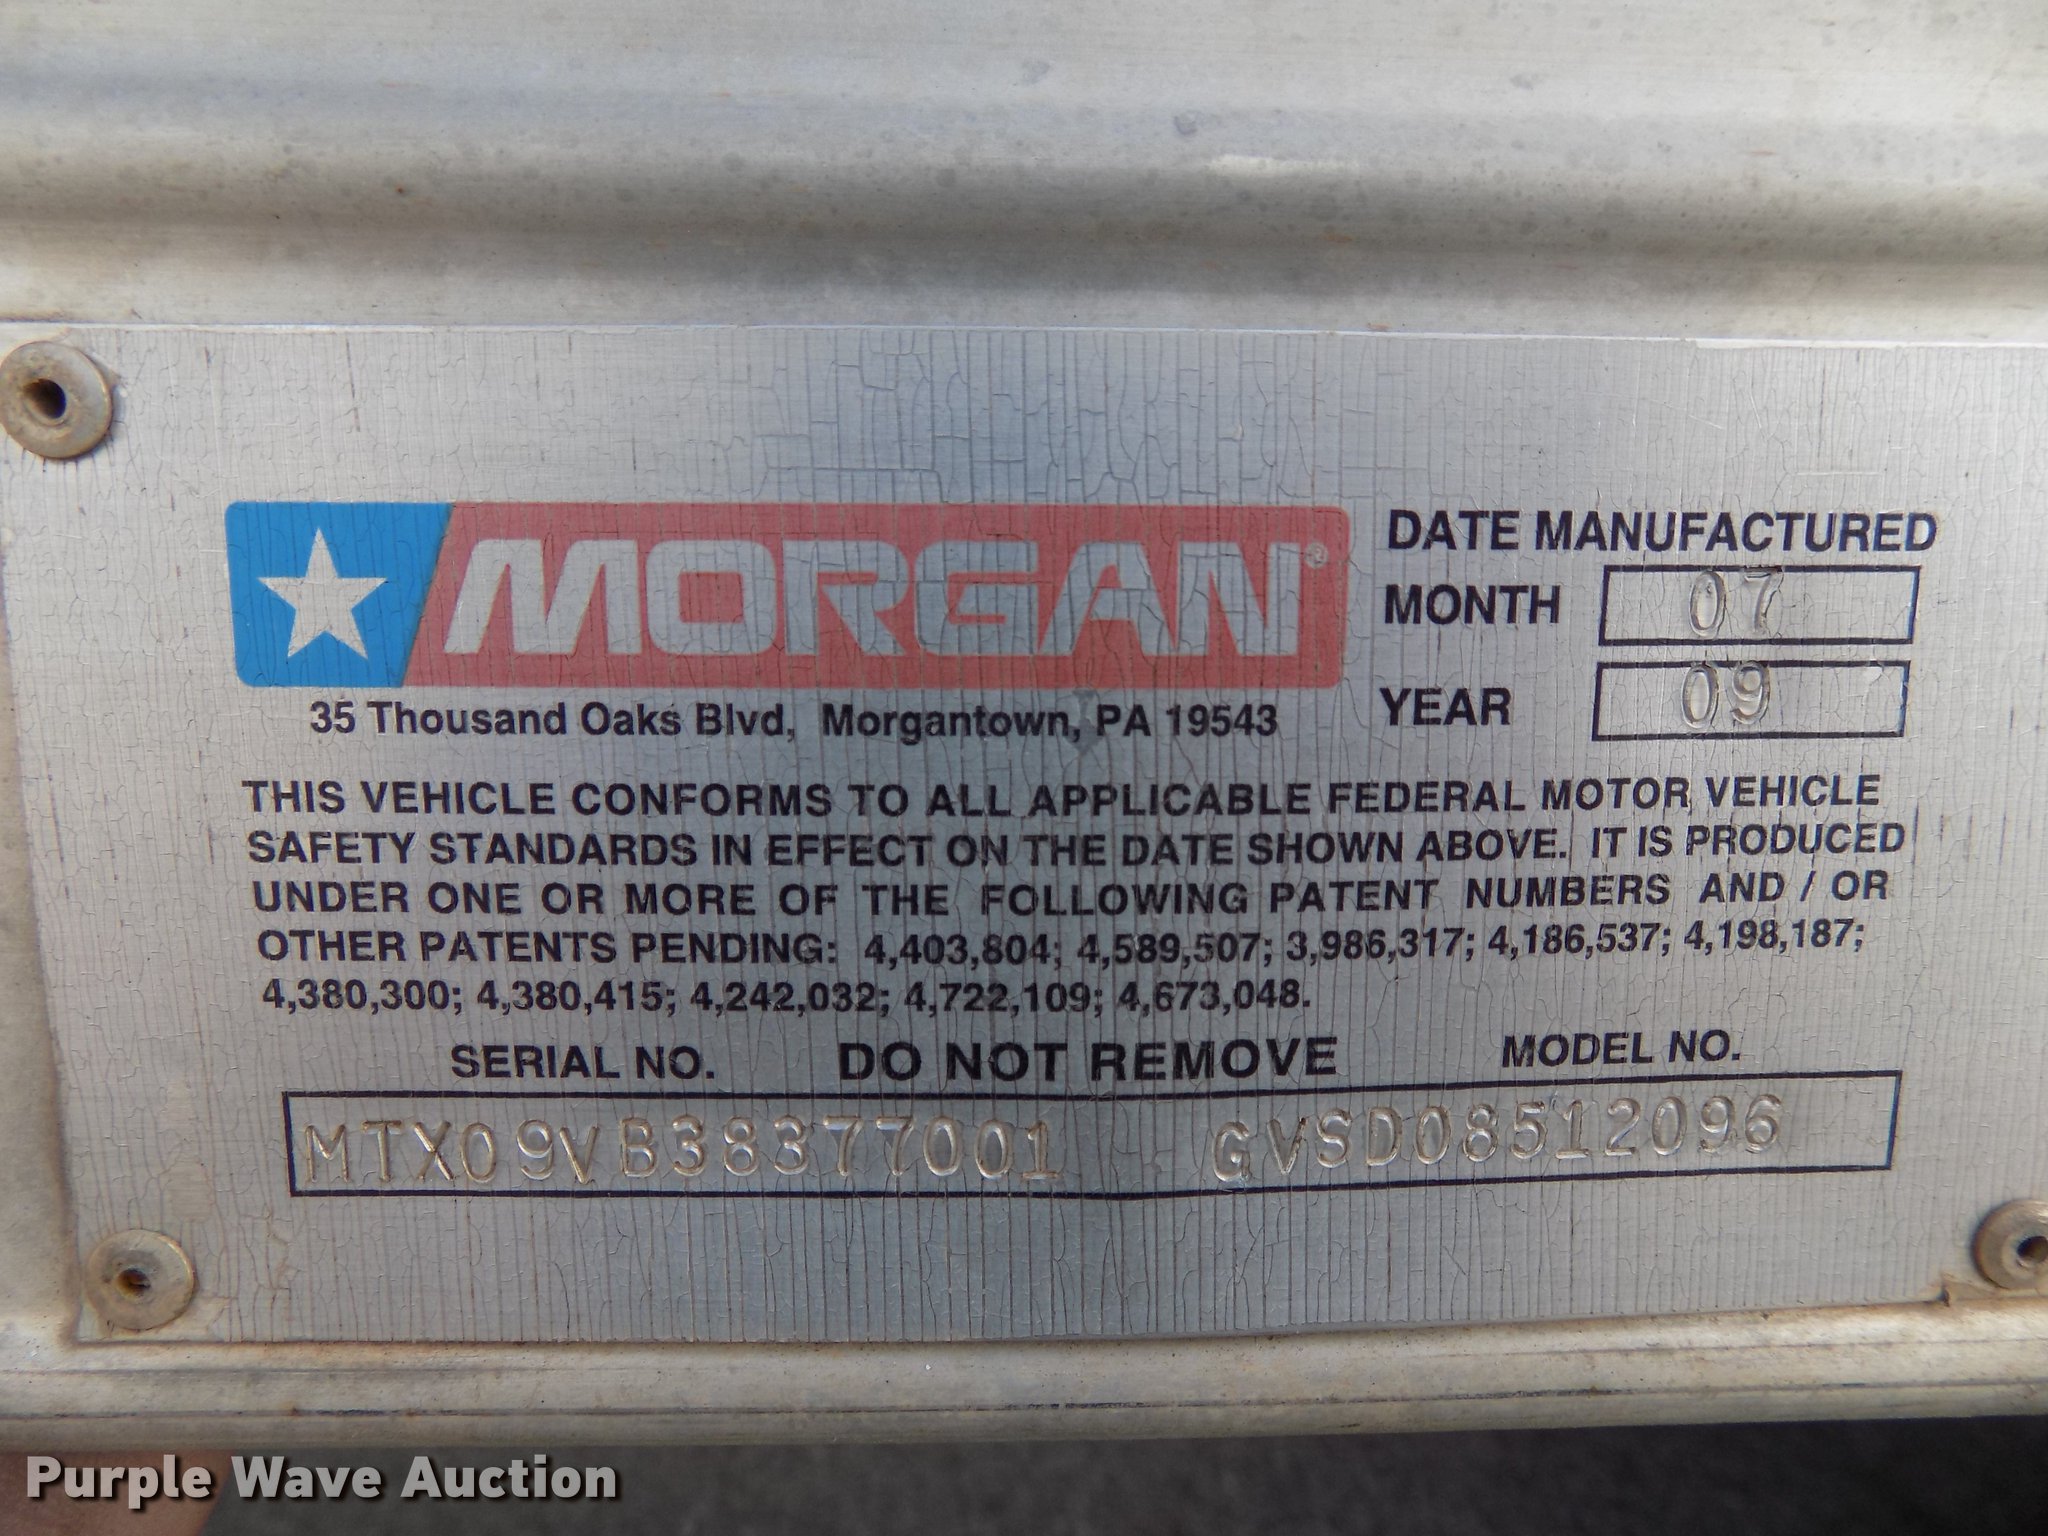 MORGAN®
35 Thousand Oaks Blvd, Morgantown, PA 19543
DATE MANUFACTURED
MONTH 07
YEAR 09
THIS VEHICLE CONFORMS TO ALL APPLICABLE FEDERAL MOTOR VEHICLE
SAFETY STANDARDS IN EFFECT ON THE DATE SHOWN ABOVE. IT IS PRODUCED
UNDER ONE OR MORE OF THE FOLLOWING PATENT NUMBERS AND / OR
OTHER PATENTS PENDING: 4,403,804; 4,589,507; 3,986,317; 4,186,537; 4,198,187;
4,380,300; 4,380,415; 4,242,032; 4,722,109; 4,673,048.
SERIAL NO. DO NOT REMOVE MODEL NO.
MTX09VB38377001 GVSD08512096
Purple Wave Auction